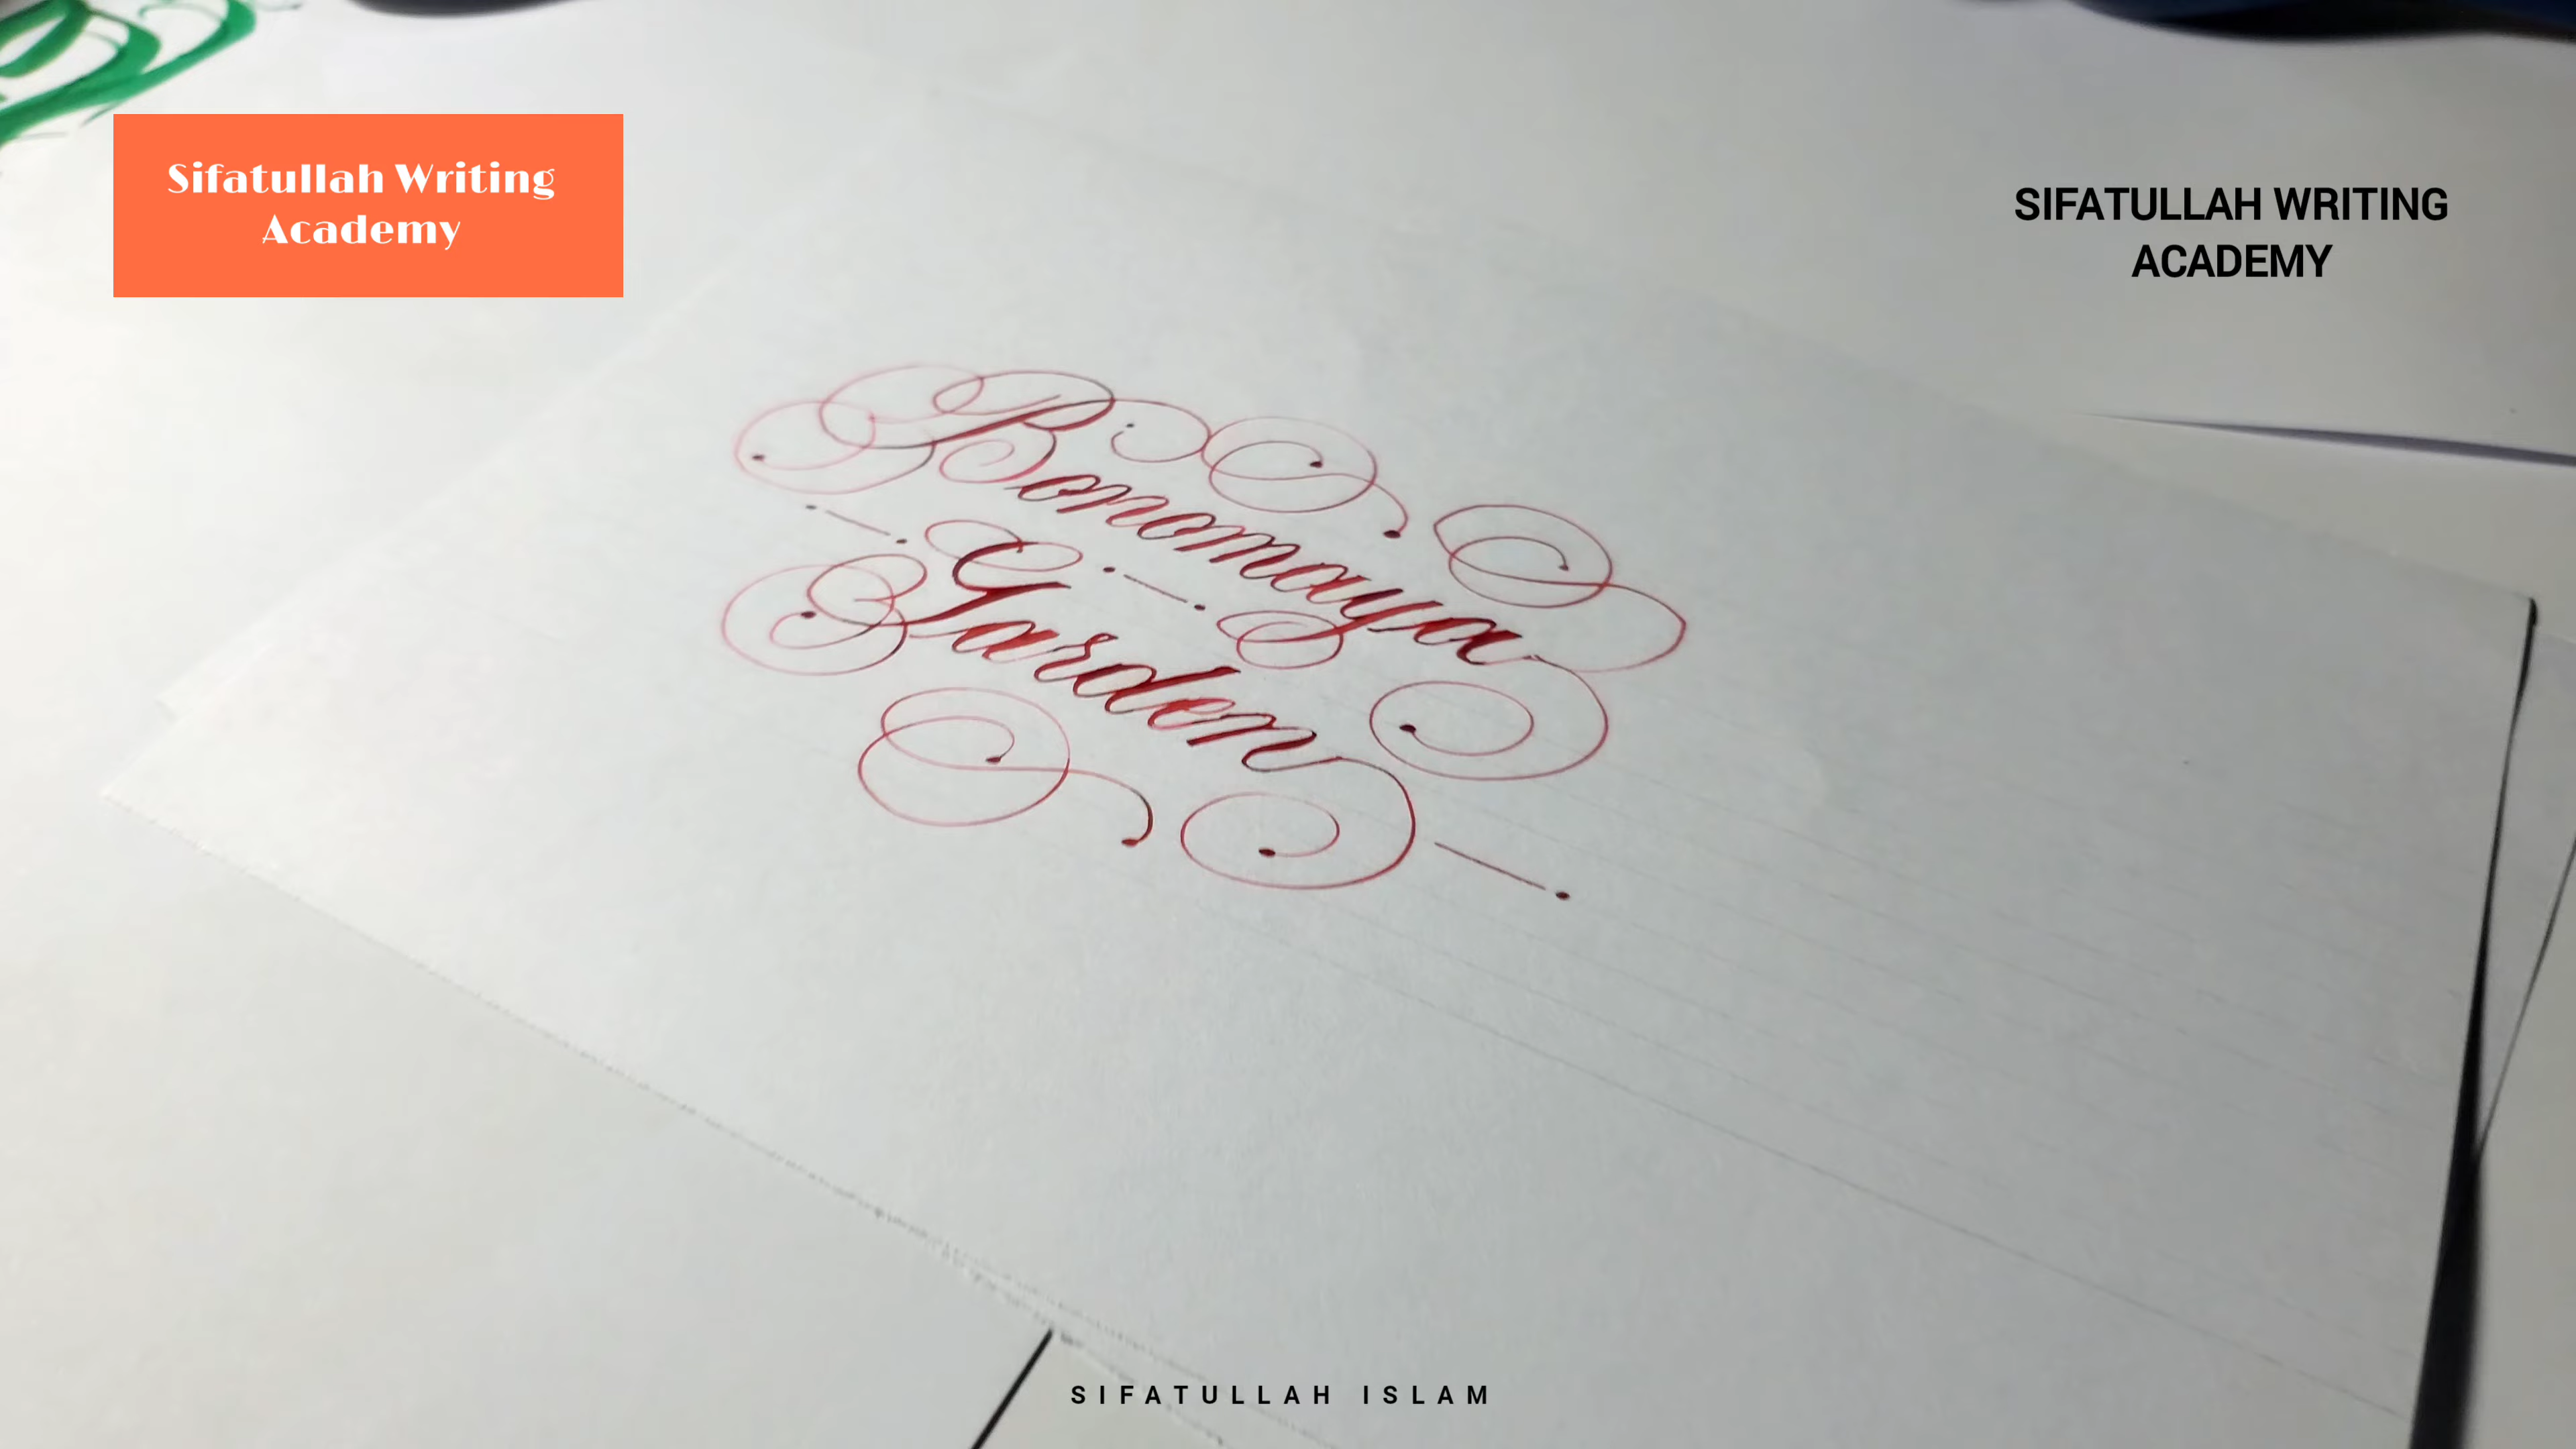 Sifatullah Writing
Academy
SIFATULLAH WRITING
ACADEMY
Bonomaya
Garden
SIFATULLAH ISLAM